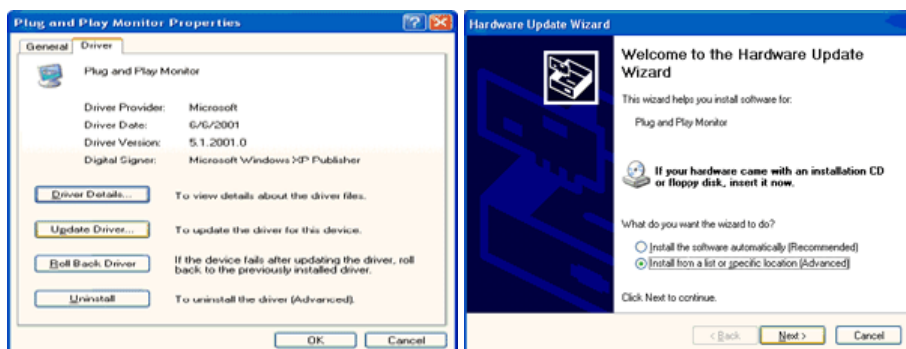 Plug and Play Monitor Properties
General
Driver
Plug and Play Monitor
Driver Provider: Microsoft
Driver Date: 6/6/2001
Driver Version: 5.1.2001.0
Digital Signer: Microsoft Windows XP Publisher
Driver Details... To view details about the driver files.
Update Driver... To update the driver for this device.
Roll Back Driver If the device fails after updating the driver, roll
back to the previously installed driver.
Uninstall To uninstall the driver (Advanced).
OK Cancel
Hardware Update Wizard
Welcome to the Hardware Update
Wizard
This wizard helps you install software for:
Plug and Play Monitor
If your hardware came with an installation CD
or floppy disk, insert it now.
What do you want the wizard to do?
Install the software automatically (Recommended)
Install from a list or specific location (Advanced)
Click Next to continue.
< Back Next > Cancel